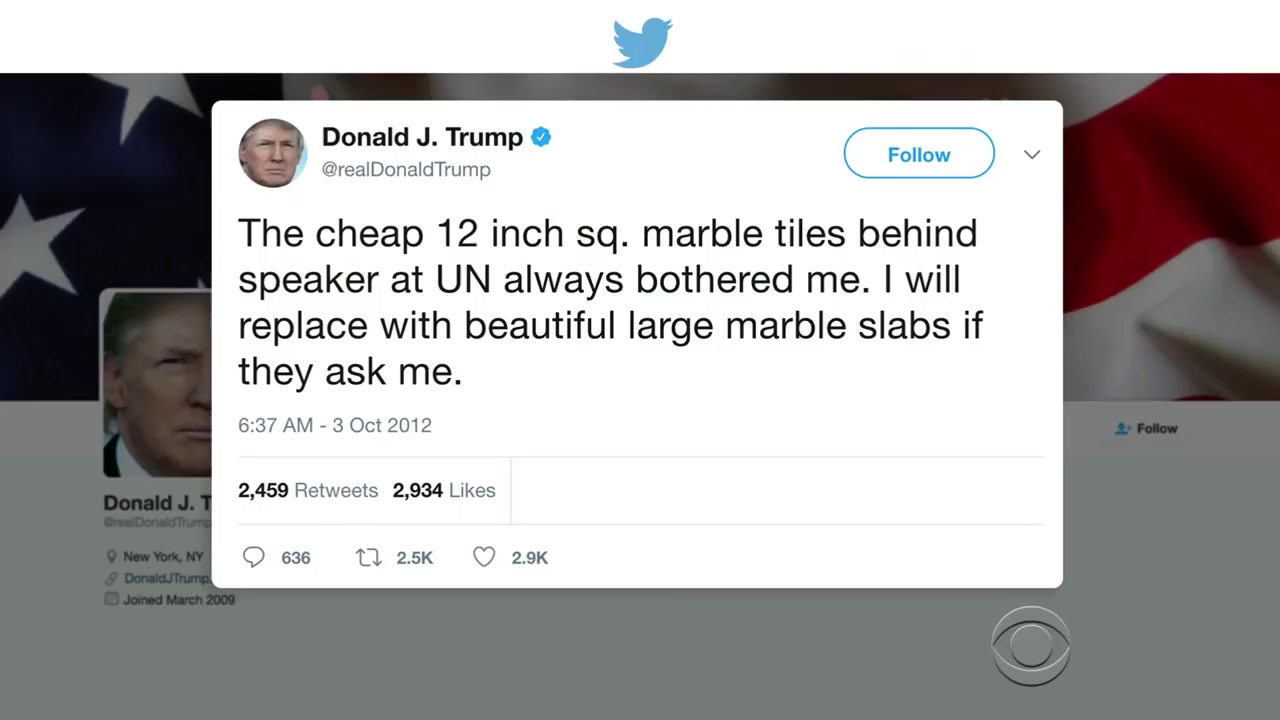 Donald J. Trump
@realDonaldTrump
Follow
The cheap 12 inch sq. marble tiles behind
speaker at UN always bothered me. I will
replace with beautiful large marble slabs if
they ask me.
6:37 AM - 3 Oct 2012
2,459 Retweets 2,934 Likes
636 2.5K 2.9K
Follow
Donald J. T
@realDonaldTrump
New York, NY
DonaldJTrump.
Joined March 2009